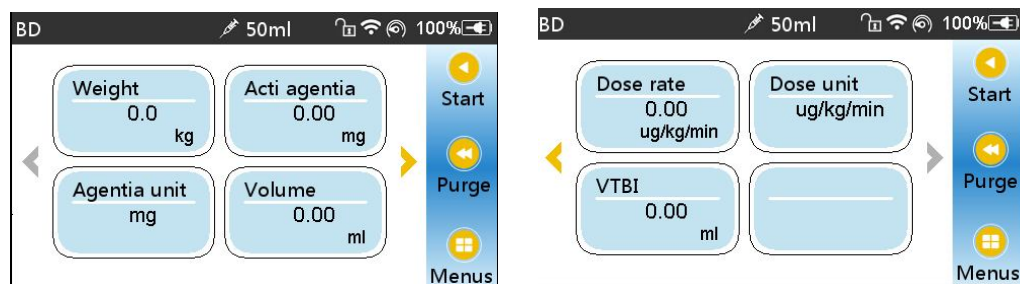 BD 50ml 100%
Weight
0.0
kg
Acti agentia
0.00
mg
Agentia unit
mg
Volume
0.00
ml
Start
Purge
Menus
BD 50ml 100%
Dose rate
0.00
ug/kg/min
Dose unit
ug/kg/min
VTBI
0.00
ml
Start
Purge
Menus